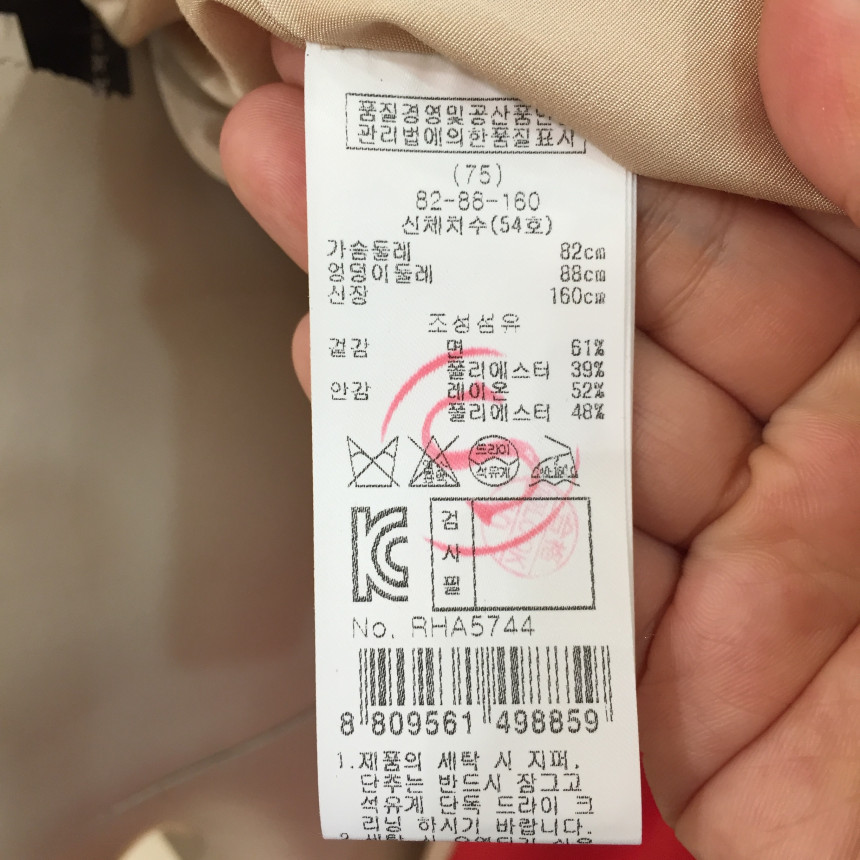 품질경영및공산품안
관리법에의한품질표시
(75)
82-88-160
신체치수(54호)
가슴둘레 82cm
엉덩이둘레 88cm
신장 160cm
조성섬유
겉감 면 61%
폴리에스터 39%
안감 레이온 52%
폴리에스터 48%
드라이
석유계
검
사
필
No. RHA5744
8 809561 498859
1.제품의 세탁 시 지퍼,
단추는 반드시 잠그고
석유계 단독 드라이 크
리닝 하시기 바랍니다.